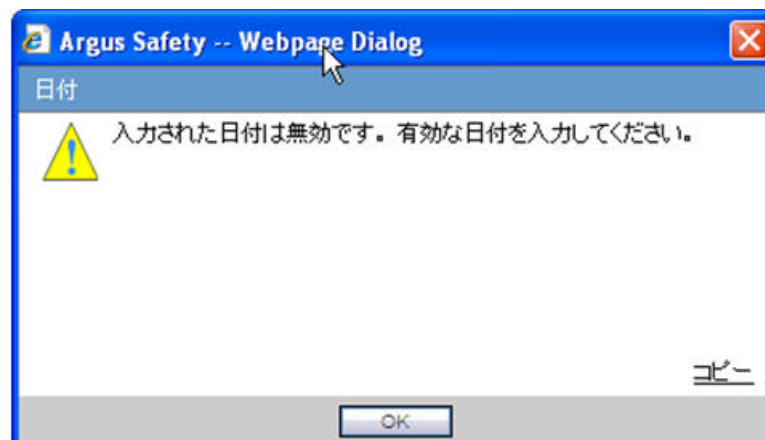 Argus Safety -- Webpage Dialog
日付
入力された日付は無効です。有効な日付を入力してください。
コピー
OK